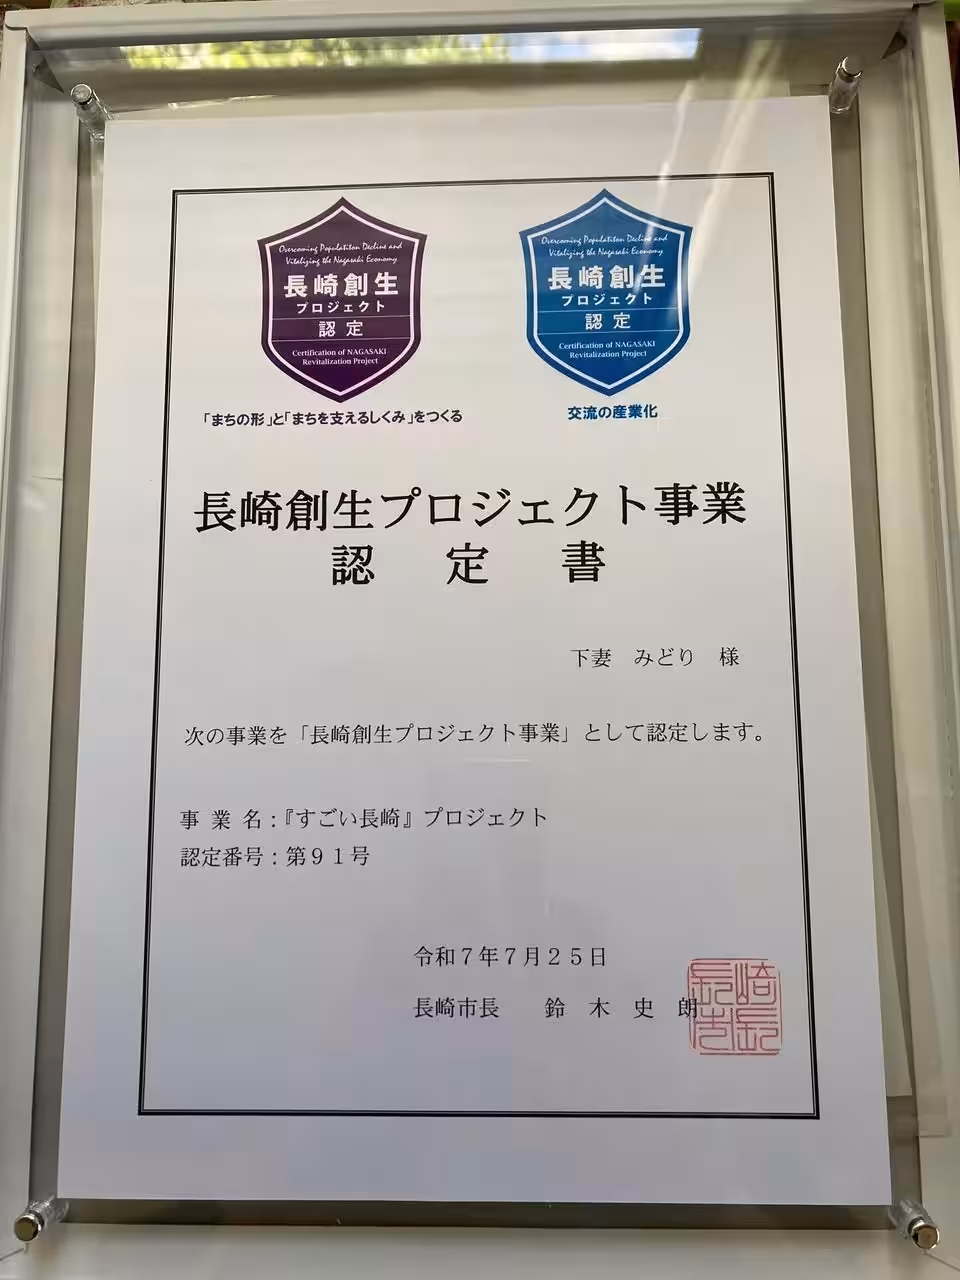 Overcoming Populatiton Decline and
Vitalizing the Nagasaki Economy
長崎創生
プロジェクト
認定
Certification of NAGASAKI
Revitalization Project
「まちの形」と「まちを支えるしくみ」をつくる
Overcoming Populatiton Decline and
Vitalizing the Nagasaki Economy
長崎創生
プロジェクト
認定
Certification of NAGASAKI
Revitalization Project
交流の産業化
長崎創生プロジェクト事業
認 定 書
下妻 みどり 様
次の事業を「長崎創生プロジェクト事業」として認定します。
事 業 名：『すごい長崎』プロジェクト
認定番号：第９１号
令和７年７月２５日
長崎市長 鈴 木 史 朗
長崎市長